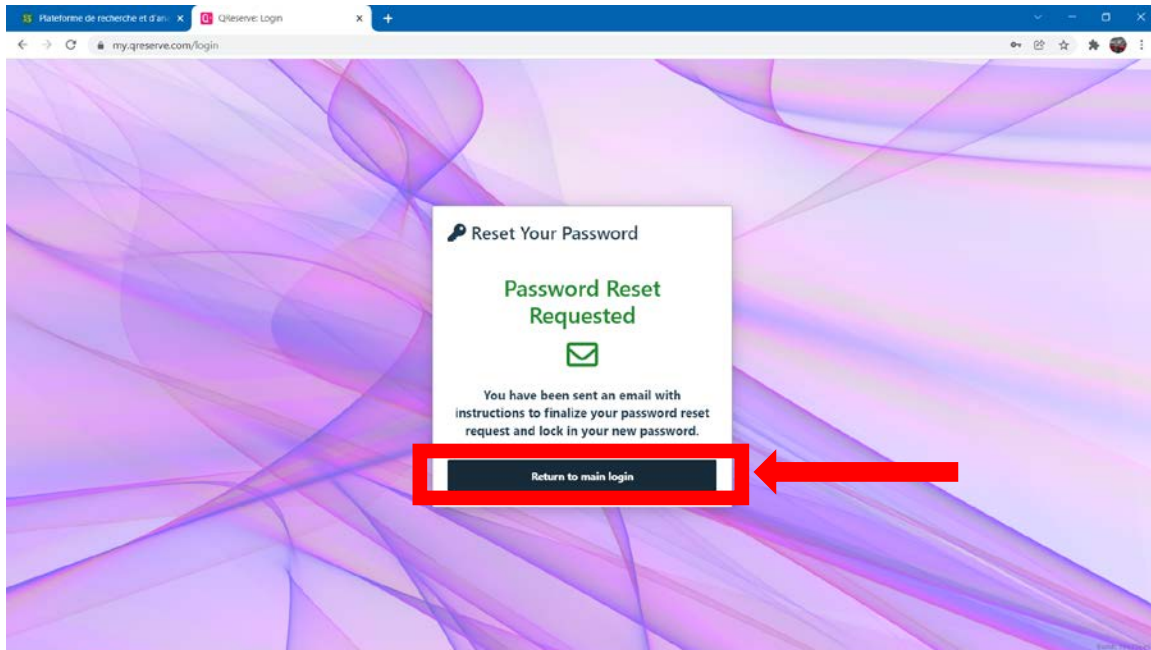 Plateforme de recherche et d'an
QReserve: Login
my.qreserve.com/login
Reset Your Password
Password Reset
Requested
You have been sent an email with
instructions to finalize your password reset
request and lock in your new password.
Return to main login